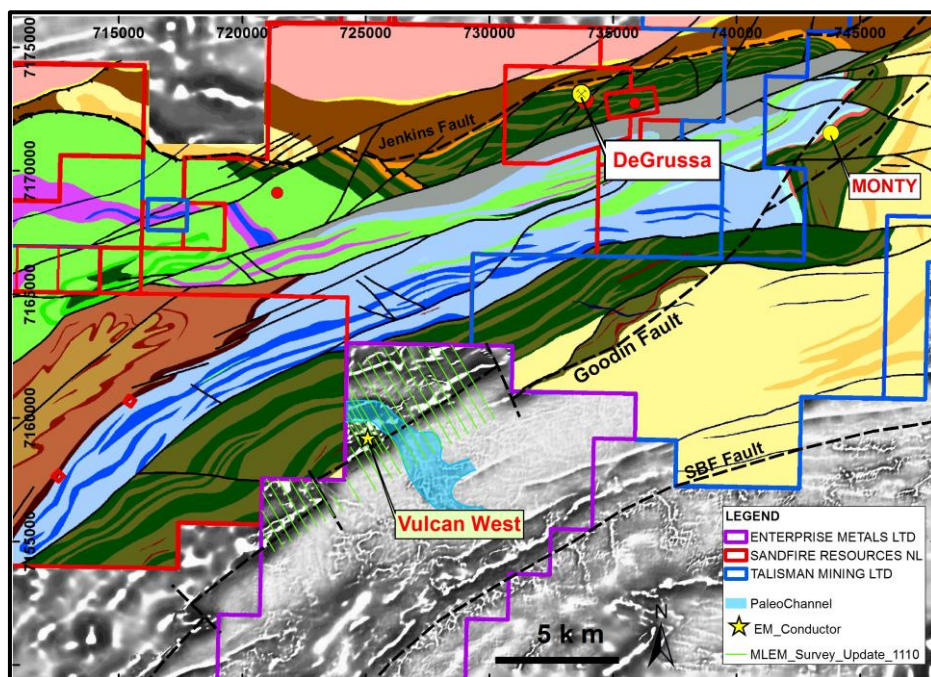 715000 720000 725000 730000 735000 740000 745000
7175000
7170000
7165000
7160000
7155000
Jenkins Fault
DeGrussa
MONTY
Goodin Fault
SBF Fault
Vulcan West
5 km
N
LEGEND
ENTERPRISE METALS LTD
SANDFIRE RESOURCES NL
TALISMAN MINING LTD
PaleoChannel
EM_Conductor
MLEM_Survey_Update_1110